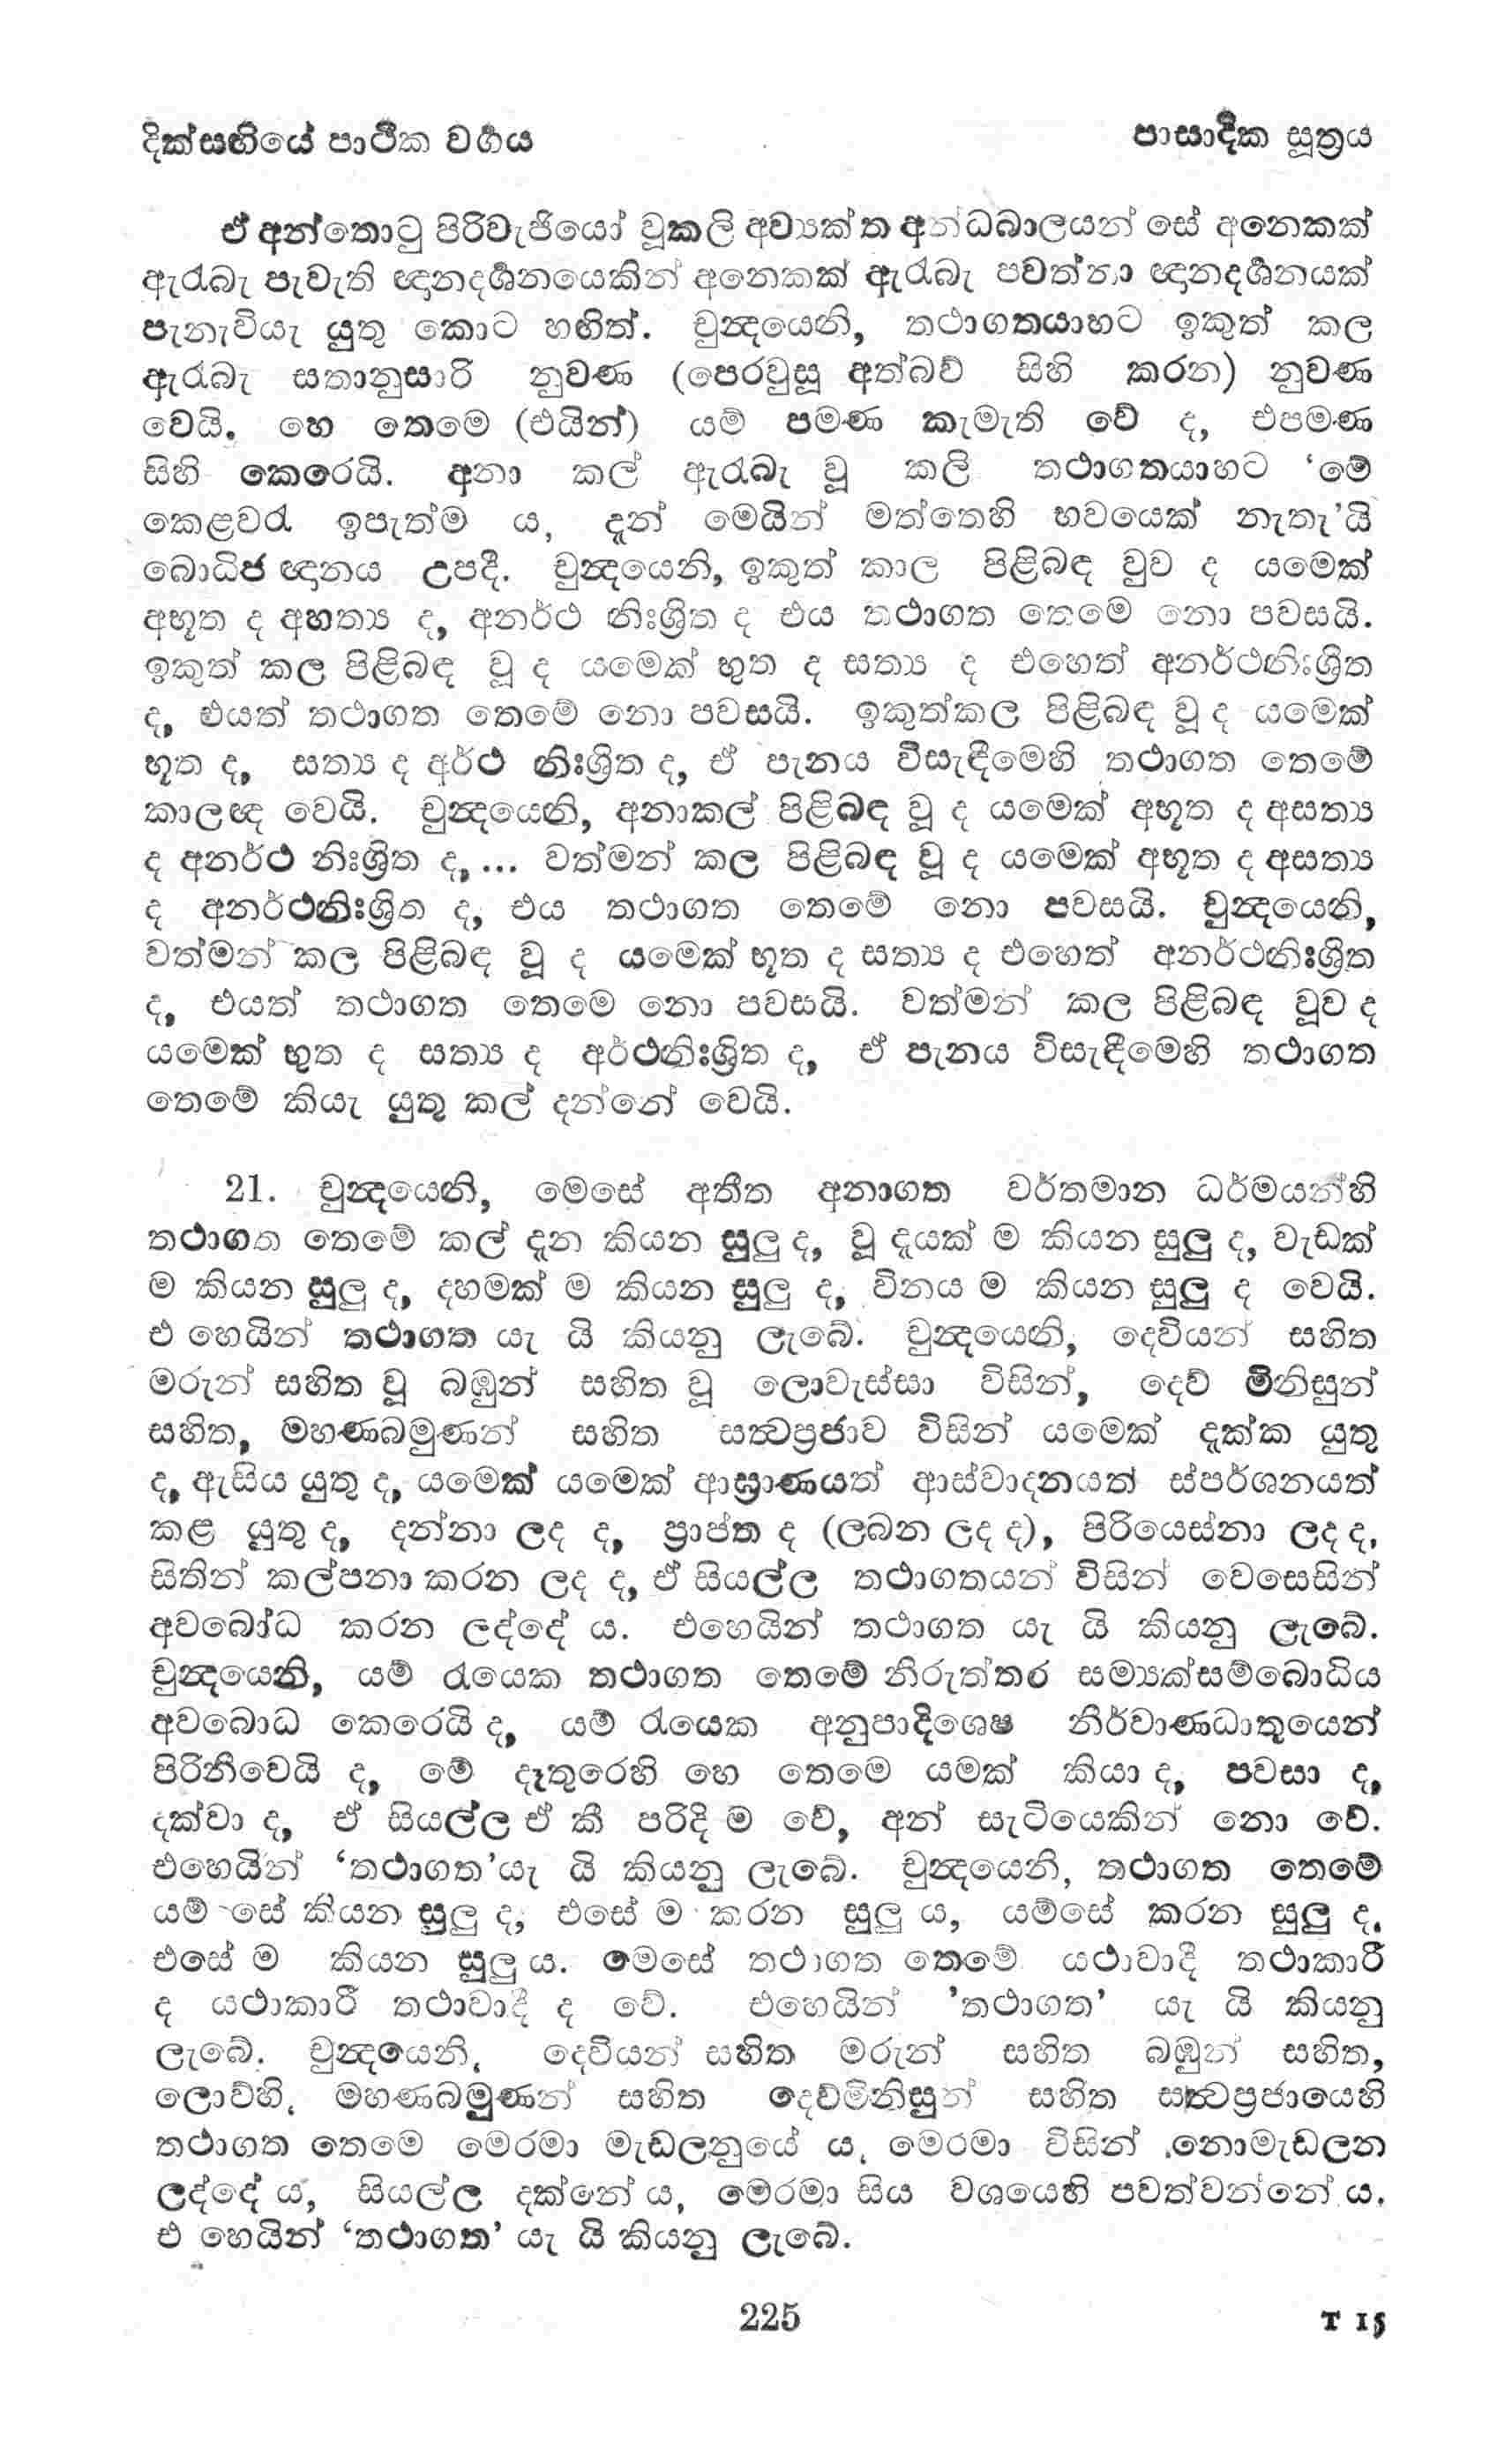 දික්සඟියේ පාථික වර්‍ගය
පාසාදික සූත්‍රය
ඒ අන්තොටු පිරිවැජියෝ වූකලි අව්‍යක්ත අන්ධබාලයන් සේ අනෙකක්
ඇරැබැ පැවැති ඥානදර්‍ශනයෙකින් අනෙකක් ඇරැබැ පවත්නා ඥානදර්‍ශනයක්
පැනැවියැ යුතු කොට හඟිත්. චුන්‍දයෙනි, තථාගතයාහට ඉකුත් කල
ඇරැබැ සතානුසාරි නුවණ (පෙරවුසූ අත්බව් සිහි කරන) නුවණ
වෙයි. හෙ තෙමෙ (එයින්) යම් පමණ කැමැති වේ ද, එපමණ
සිහි කෙරෙයි. අනා කල් ඇරැබැ වූ කලි තථාගතයාහට ‘මේ
කෙළවරැ ඉපැත්ම ය, දැන් මෙයින් මත්තෙහි භවයෙක් නැතැ’යි
බොධිජ ඥානය උපදී. චුන්‍දයෙනි, ඉකුත් කාල පිළිබඳ වුව ද යමෙක්
අභූත ද අහත්‍ය ද, අනර්ථ නිඃශ්‍රිත ද එය තථාගත තෙමෙ නො පවසයි.
ඉකුත් කල පිළිබඳ වූ ද යමෙක් භුත ද සත්‍ය ද එහෙත් අනර්ථනිඃශ්‍රිත
ද, එයත් තථාගත තෙමේ නො පවසයි. ඉකුත්කල පිළිබඳ වූ ද යමෙක්
භූත ද, සත්‍ය ද අර්ථ නිඃශ්‍රිත ද, ඒ පැනය විසැඳීමෙහි තථාගත තෙමේ
කාලඥ වෙයි. චුන්‍දයෙනි, අනාකල් පිළිබඳ වූ ද යමෙක් අභූත ද අසත්‍ය
ද අනර්ථ නිඃශ්‍රිත ද,... වත්මන් කල පිළිබඳ වූ ද යමෙක් අභූත ද අසත්‍ය
ද අනර්ථනිඃශ්‍රිත ද, එය තථාගත තෙමේ නො පවසයි. චුන්‍දයෙනි,
වත්මන් කල පිළිබඳ වූ ද යමෙක් භූත ද සත්‍ය ද එහෙත් අනර්ථනිඃශ්‍රිත
ද, එයත් තථාගත තෙමෙ නො පවසයි. වත්මන් කල පිළිබඳ වූව ද
යමෙක් භුත ද සත්‍ය ද අර්ථනිඃශ්‍රිත ද, ඒ පැනය විසැඳීමෙහි තථාගත
තෙමේ කියැ යුතු කල් දන්නේ වෙයි.
21. චුන්‍දයෙනි, මෙසේ අතීත අනාගත වර්තමාන ධර්මයන්හි
තථාගත තෙමේ කල් දැන කියන සුලු ද, වූ දැයක් ම කියන සුලු ද, වැඩක්
ම කියන සුලු ද, දහමක් ම කියන සුලු ද, විනය ම කියන සුලු ද වෙයි.
එ හෙයින් තථාගත යැ යි කියනු ලැබේ. චුන්‍දයෙනි, දෙවියන් සහිත
මරුන් සහිත වූ බඹුන් සහිත වූ ලොවැස්සා විසින්, දෙව් මිනිසුන්
සහිත, මහණබමුණන් සහිත සත්‍වප්‍රජාව විසින් යමෙක් දැක්ක යුතු
ද, ඇසිය යුතු ද, යමෙක් යමෙක් ආඝ්‍රාණයත් ආස්වාදනයත් ස්පර්ශනයත්
කළ යුතු ද, දන්නා ලද ද, ප්‍රාප්ත ද (ලබන ලද ද), පිරියෙස්නා ලද ද,
සිතින් කල්පනා කරන ලද ද, ඒ සියල්ල තථාගතයන් විසින් වෙසෙසින්
අවබෝධ කරන ලද්දේ ය. එහෙයින් තථාගත යැ යි කියනු ලැබේ.
චුන්‍දයෙනි, යම් රැයෙක තථාගත තෙමේ නිරුත්තර සම්‍යක්සම්බොධිය
අවබොධ කෙරෙයි ද, යම් රැයෙක අනුපාදිශෙෂ නිර්වාණධාතුයෙන්
පිරිනිවෙයි ද, මේ දෑතුරෙහි හෙ තෙමෙ යමක් කියා ද, පවසා ද,
දක්වා ද, ඒ සියල්ල ඒ කී පරිදි ම වේ, අන් සැටියෙකින් නො වේ.
එහෙයින් ‘තථාගත’යැ යි කියනු ලැබේ. චුන්‍දයෙනි, තථාගත තෙමේ
යම් සේ කියන සුලු ද, එසේ ම කරන සුලු ය, යම්සේ කරන සුලු ද,
එසේ ම කියන සුලු ය. මෙසේ තථාගත තෙමේ යථාවාදී තථාකාරී
ද යථාකාරී තථාවාදී ද වේ. එහෙයින් ’තථාගත’ යැ යි කියනු
ලැබේ. චුන්‍දයෙනි, දෙවියන් සහිත මරුන් සහිත බඹුන් සහිත,
ලොව්හි, මහණබමුණන් සහිත දෙව්මිනිසුන් සහිත සත්‍වප්‍රජායෙහි
තථාගත තෙමෙ මෙරමා මැඩලනුයේ ය, මෙරමා විසින් නොමැඩලන
ලද්දේ ය, සියල්ල දක්නේ ය, මෙරමා සිය වශයෙහි පවත්වන්නේ ය.
එ හෙයින් ‘තථාගත’ යැ යි කියනු ලැබේ.
225
T 15